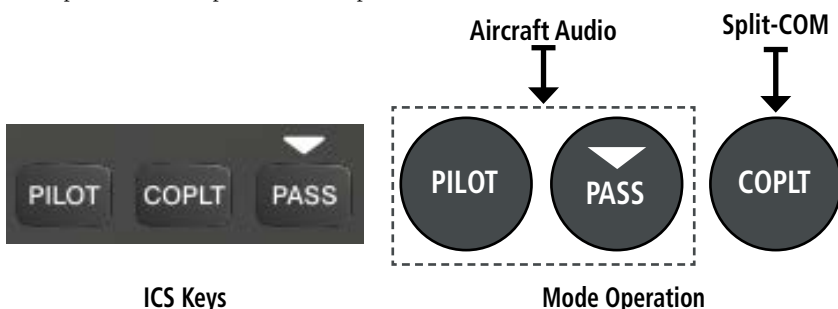 Aircraft Audio
Split-COM
PILOT COPLT PASS
PILOT
PASS
COPLT
ICS Keys
Mode Operation